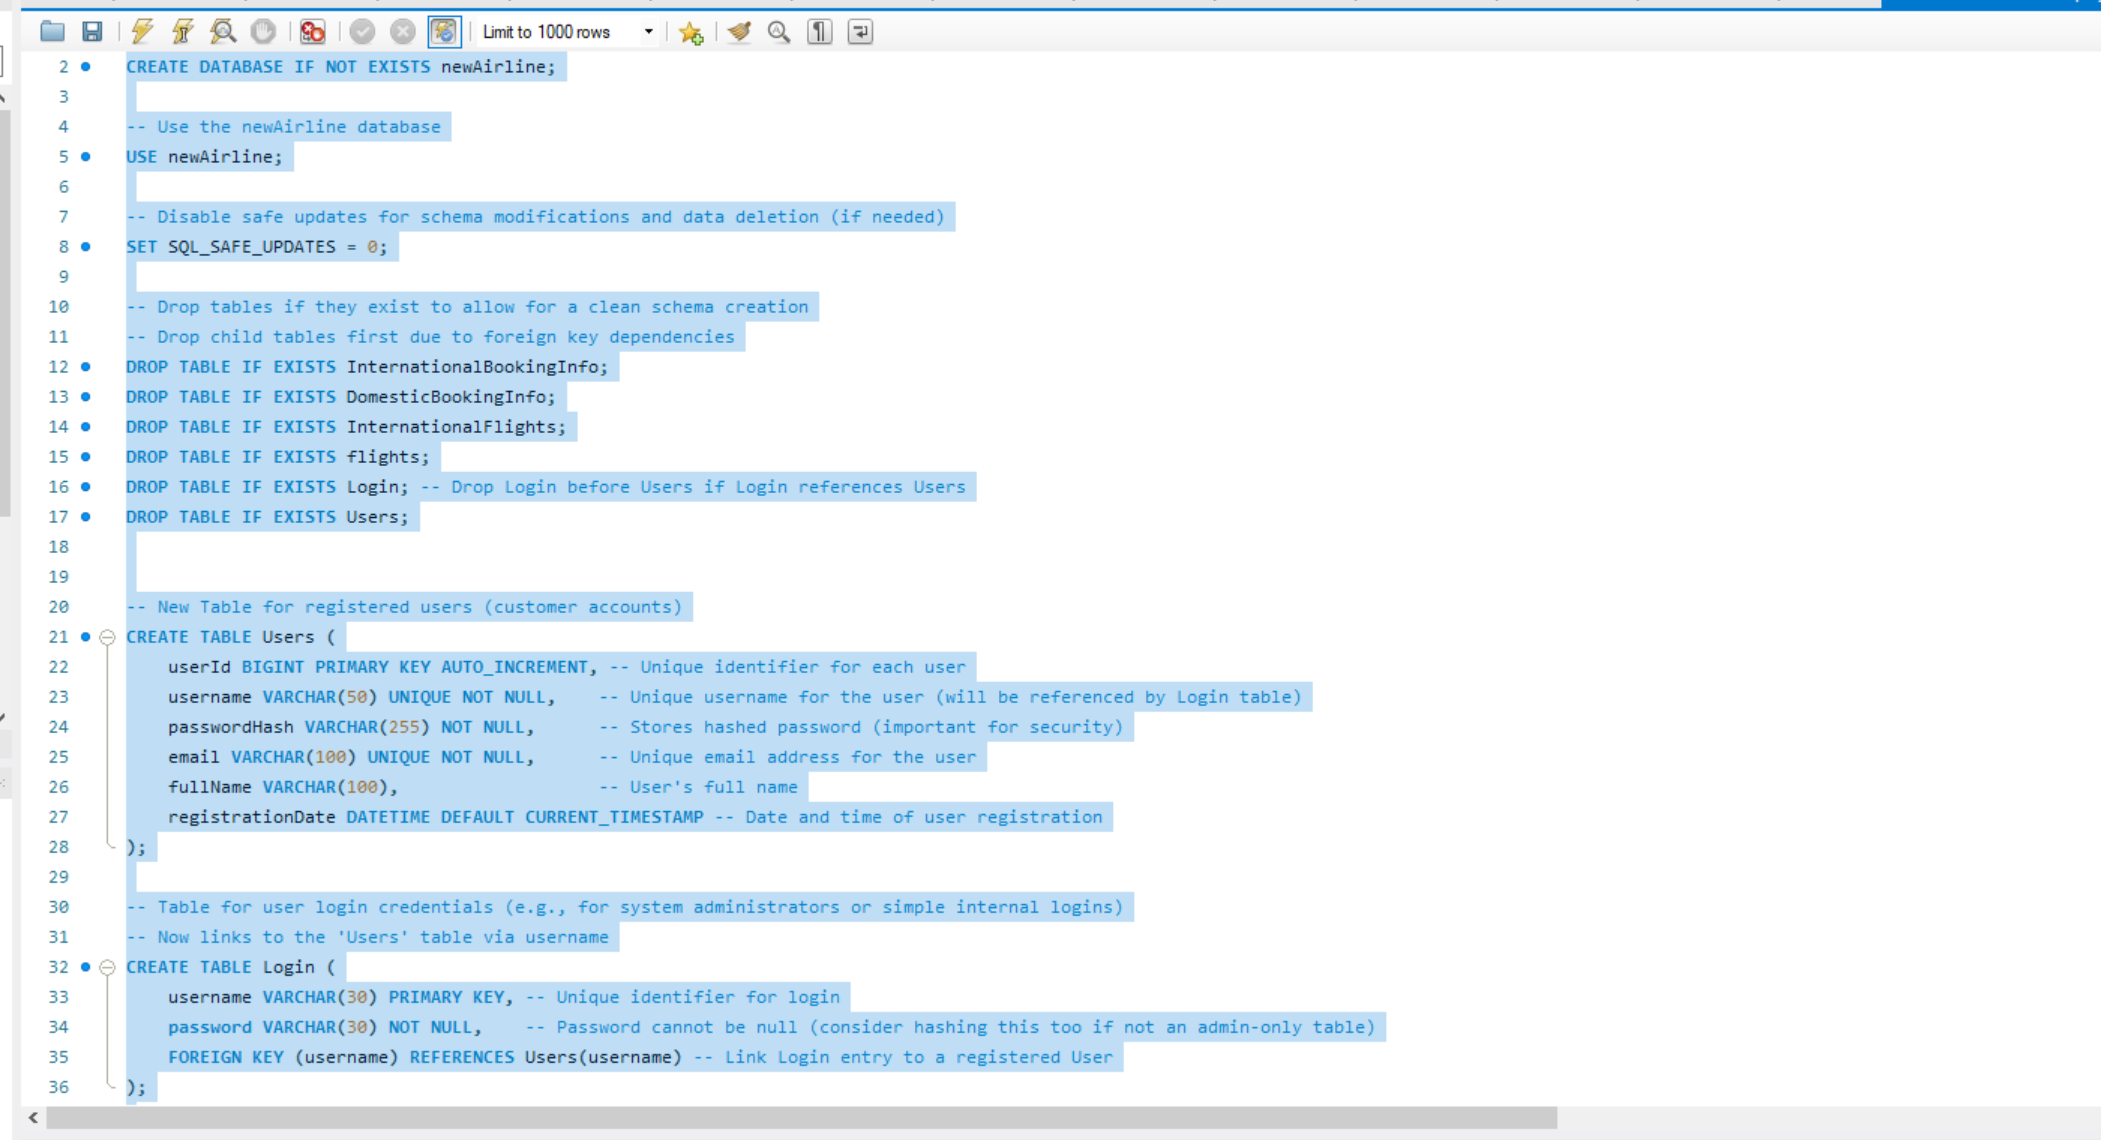 Limit to 1000 rows
2 CREATE DATABASE IF NOT EXISTS newAirline;
3
4 -- Use the newAirline database
5 USE newAirline;
6
7 -- Disable safe updates for schema modifications and data deletion (if needed)
8 SET SQL_SAFE_UPDATES = 0;
9
10 -- Drop tables if they exist to allow for a clean schema creation
11 -- Drop child tables first due to foreign key dependencies
12 DROP TABLE IF EXISTS InternationalBookingInfo;
13 DROP TABLE IF EXISTS DomesticBookingInfo;
14 DROP TABLE IF EXISTS InternationalFlights;
15 DROP TABLE IF EXISTS flights;
16 DROP TABLE IF EXISTS Login; -- Drop Login before Users if Login references Users
17 DROP TABLE IF EXISTS Users;
18
19
20 -- New Table for registered users (customer accounts)
21 CREATE TABLE Users (
22 userId BIGINT PRIMARY KEY AUTO_INCREMENT, -- Unique identifier for each user
23 username VARCHAR(50) UNIQUE NOT NULL, -- Unique username for the user (will be referenced by Login table)
24 passwordHash VARCHAR(255) NOT NULL, -- Stores hashed password (important for security)
25 email VARCHAR(100) UNIQUE NOT NULL, -- Unique email address for the user
26 fullName VARCHAR(100), -- User's full name
27 registrationDate DATETIME DEFAULT CURRENT_TIMESTAMP -- Date and time of user registration
28 );
29
30 -- Table for user login credentials (e.g., for system administrators or simple internal logins)
31 -- Now links to the 'Users' table via username
32 CREATE TABLE Login (
33 username VARCHAR(30) PRIMARY KEY, -- Unique identifier for login
34 password VARCHAR(30) NOT NULL, -- Password cannot be null (consider hashing this too if not an admin-only table)
35 FOREIGN KEY (username) REFERENCES Users(username) -- Link Login entry to a registered User
36 );